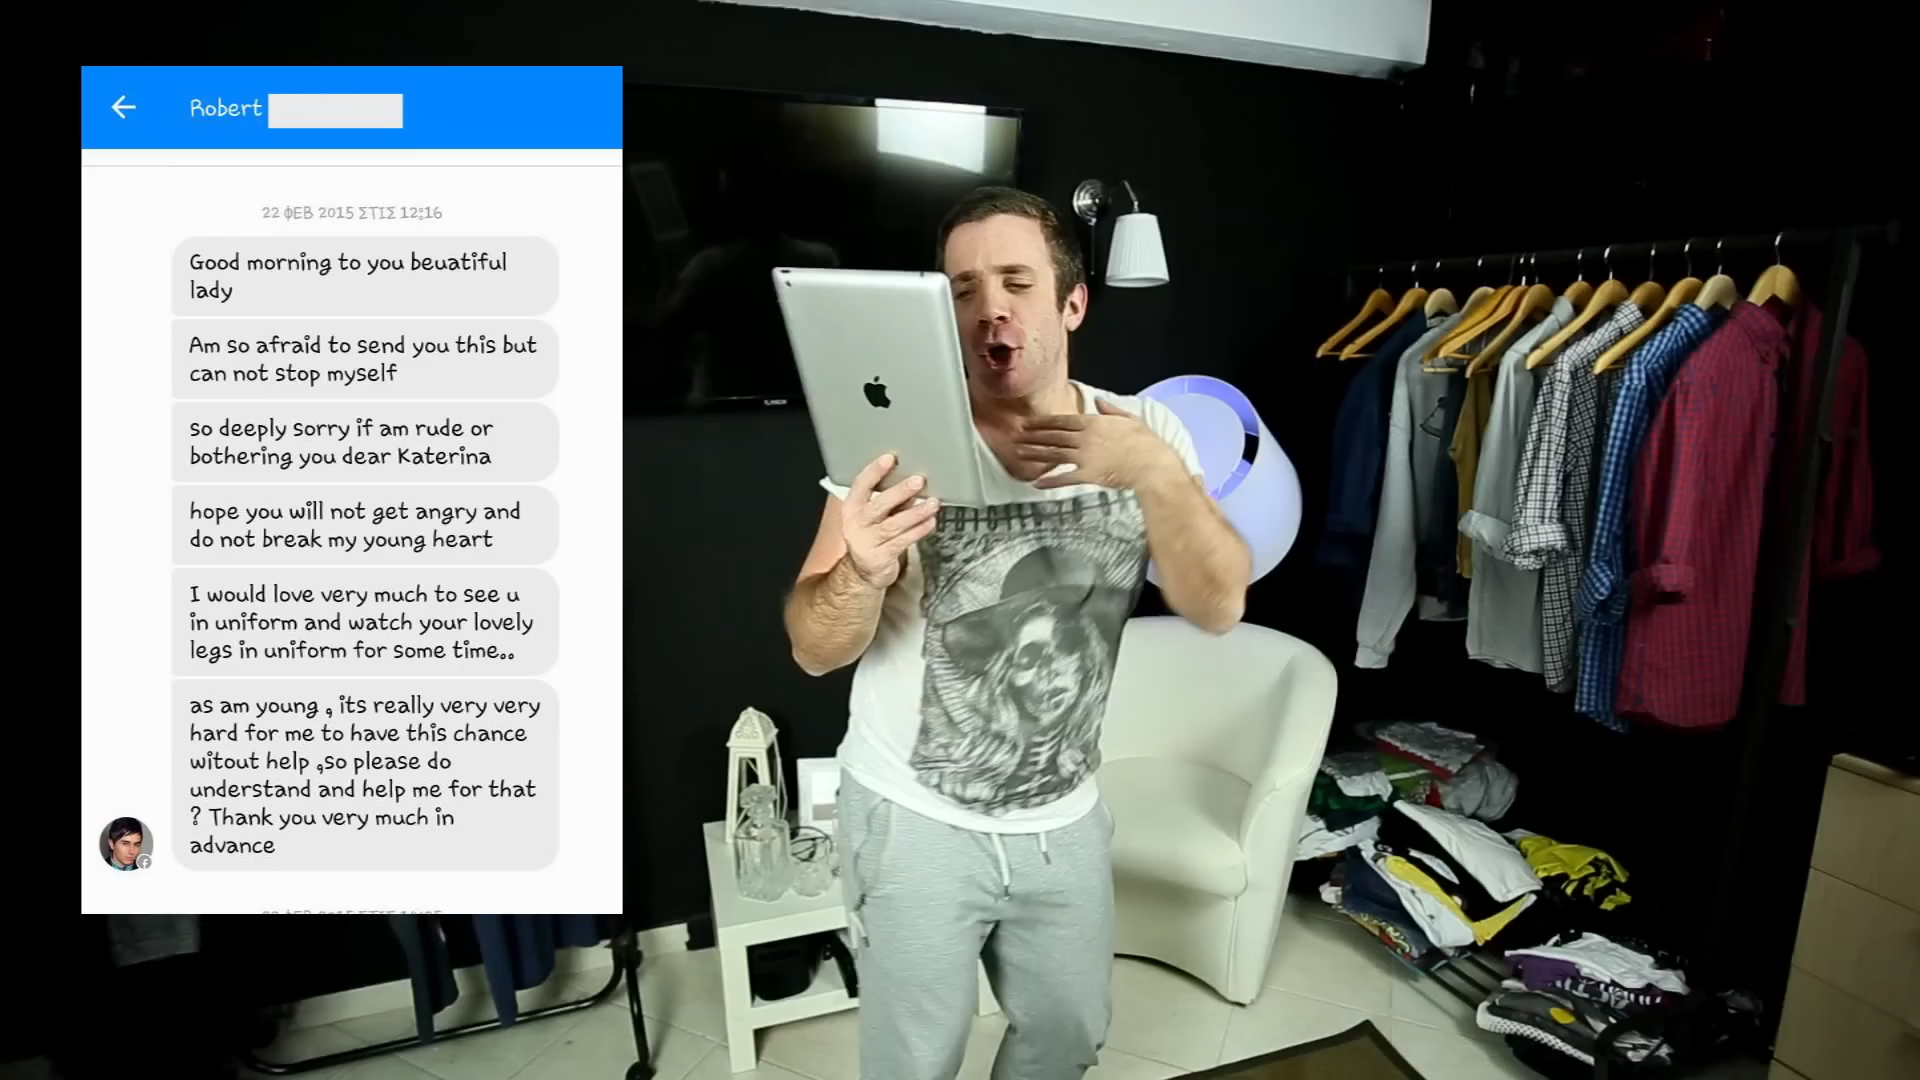 Robert
22 ΦΕΒ 2015 ΣΤΙΣ 12:16
Good morning to you beuatiful
lady
Am so afraid to send you this but
can not stop myself
so deeply sorry if am rude or
bothering you dear Katerina
hope you will not get angry and
do not break my young heart
I would love very much to see u
in uniform and watch your lovely
legs in uniform for some time..
as am young , its really very very
hard for me to have this chance
witout help ,so please do
understand and help me for that
? Thank you very much in
advance